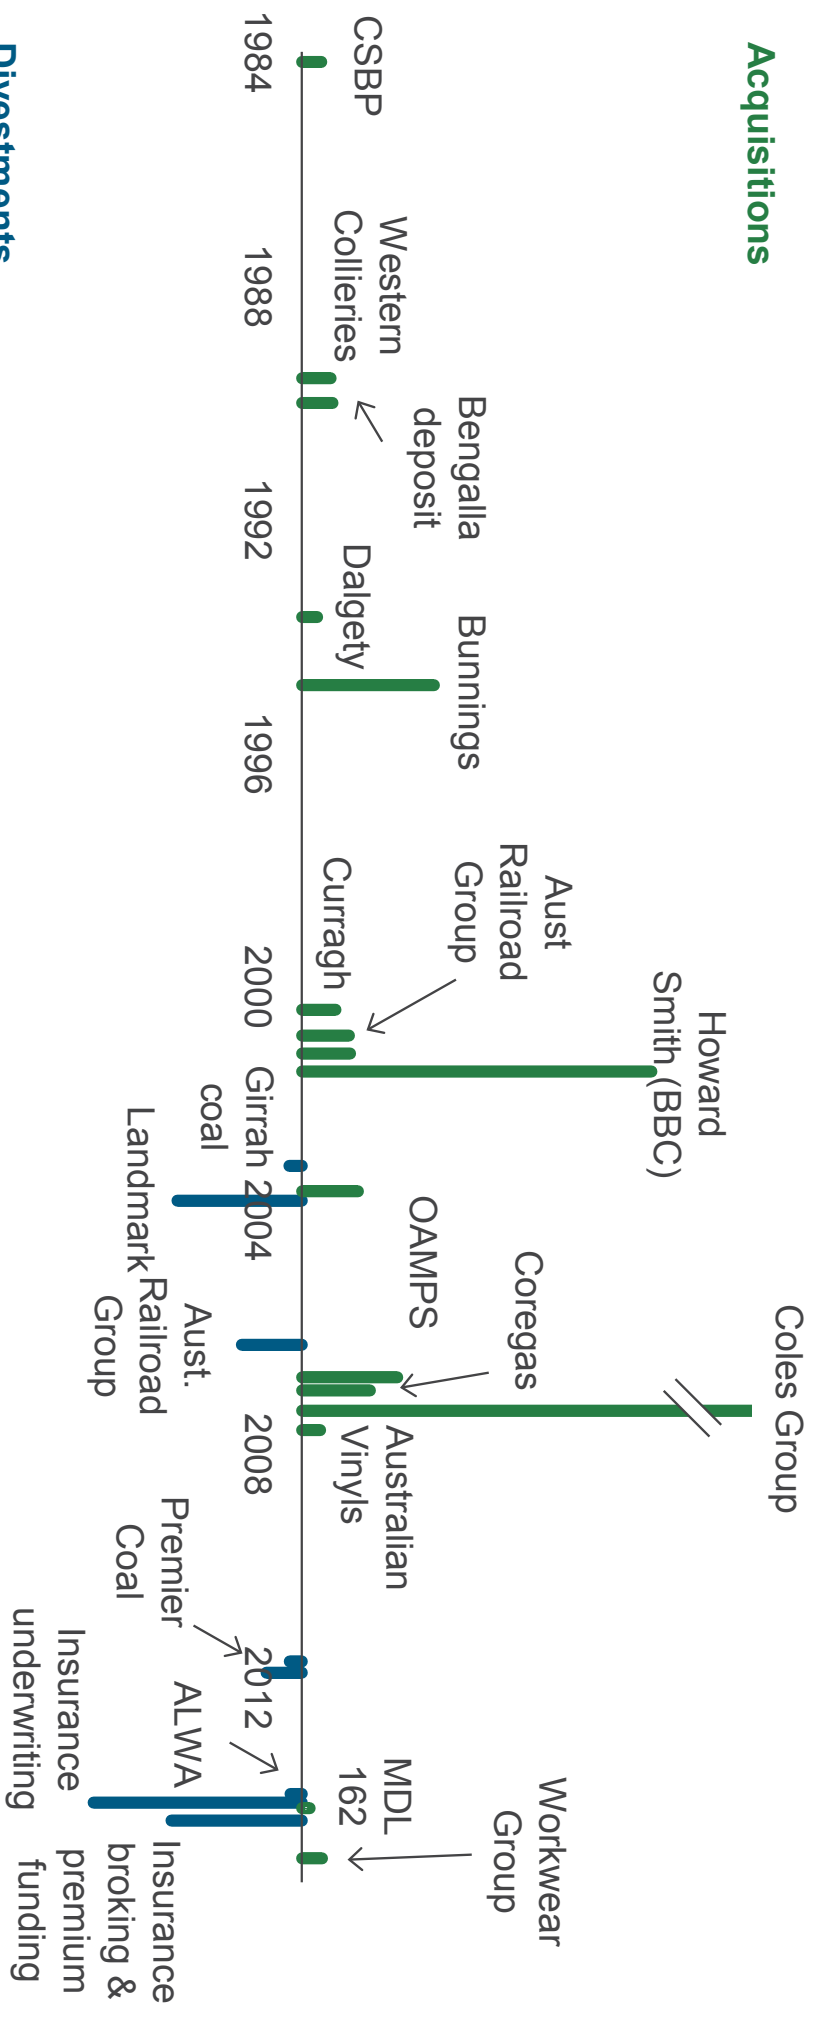 Acquisitions
CSBP
Western
Collieries
Bengalla
deposit
Dalgety
Bunnings
Curragh
Aust
Railroad
Group
Howard
Smith (BBC)
OAMPS
Coregas
Coles Group
Australian
Vinyls
MDL
162
Workwear
Group
1984
1988
1992
1996
2000
2004
2008
2012
Girrah
coal
Landmark
Aust.
Railroad
Group
Premier
Coal
ALWA
Insurance
underwriting
Insurance
broking &
premium
funding
Divestments